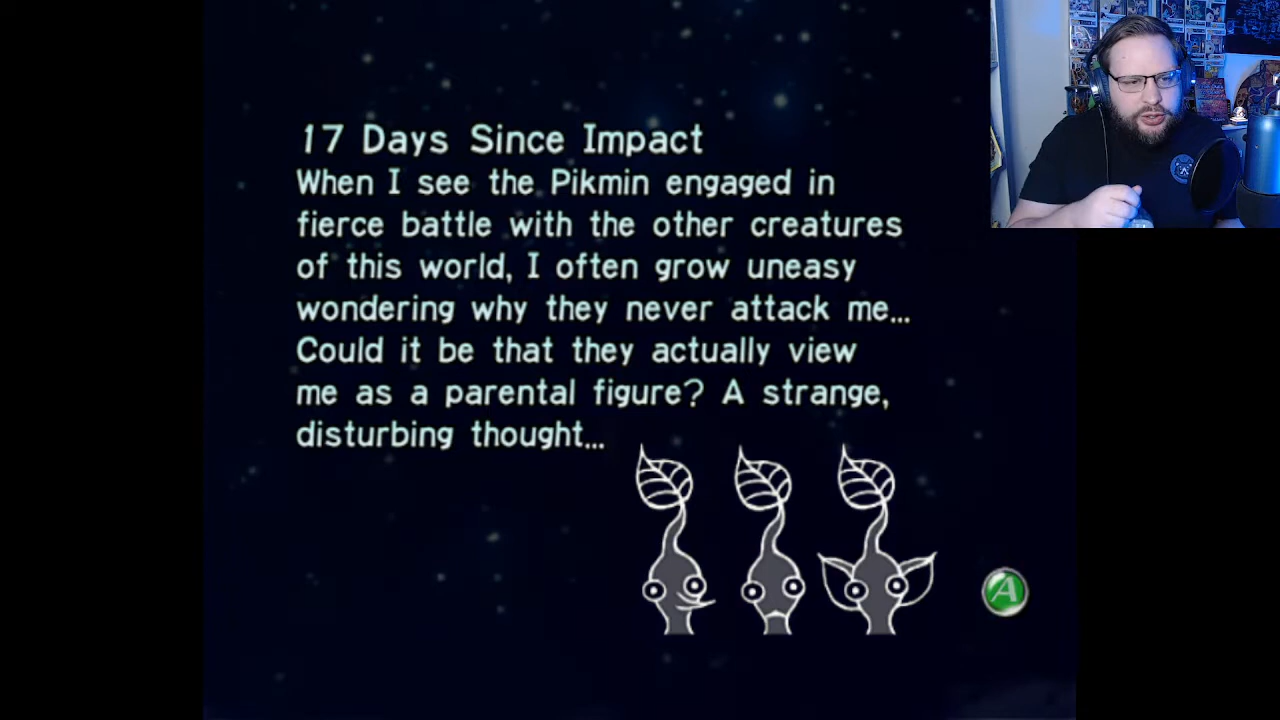 17 Days Since Impact
When I see the Pikmin engaged in
fierce battle with the other creatures
of this world, I often grow uneasy
wondering why they never attack me...
Could it be that they actually view
me as a parental figure? A strange,
disturbing thought...
A